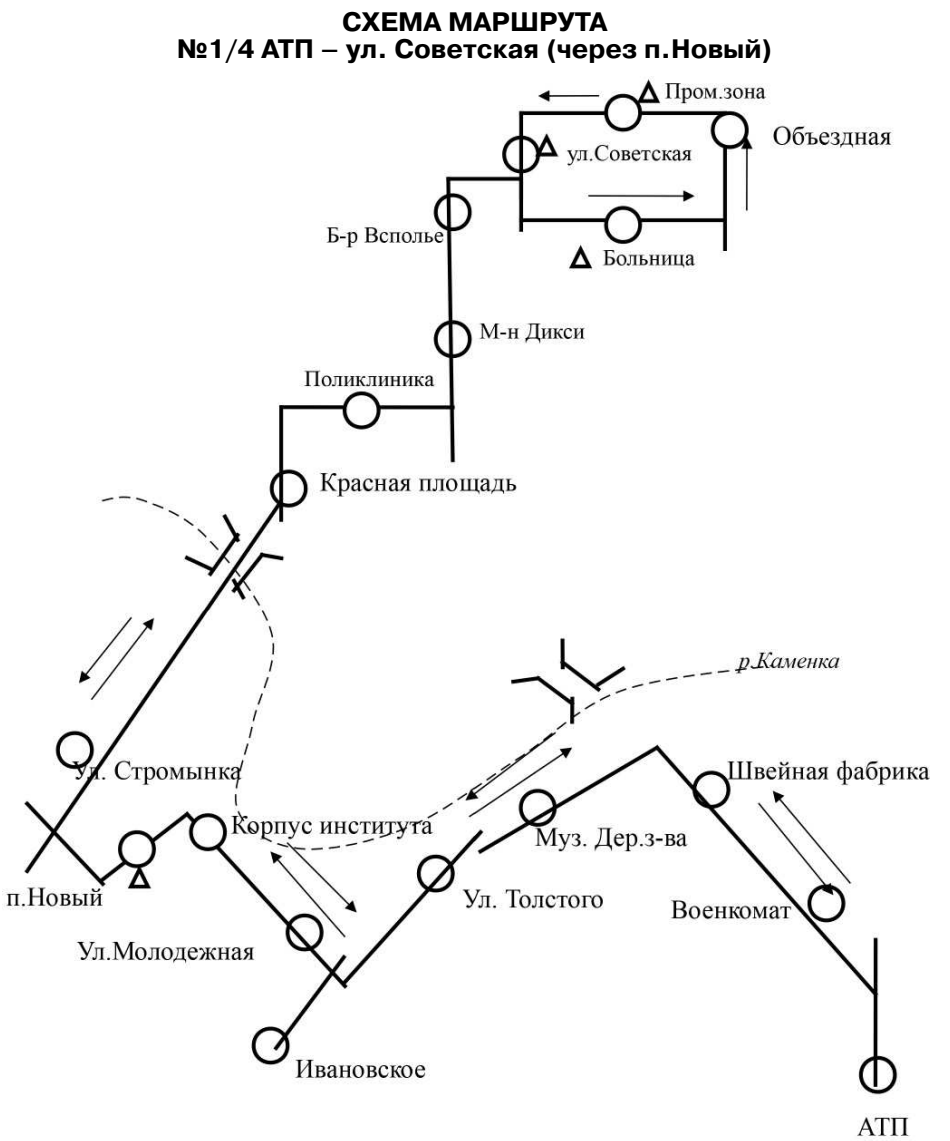 СХЕМА МАРШРУТА
№1/4 АТП – ул. Советская (через п.Новый)
Пром.зона
Объездная
ул.Советская
Б-р Всполье
Больница
М-н Дикси
Поликлиника
Красная площадь
р.Каменка
Ул. Стромынка
Швейная фабрика
Корпус института
Муз. Дер.з-ва
п.Новый
Ул. Толстого
Военкомат
Ул.Молодежная
Ивановское
АТП